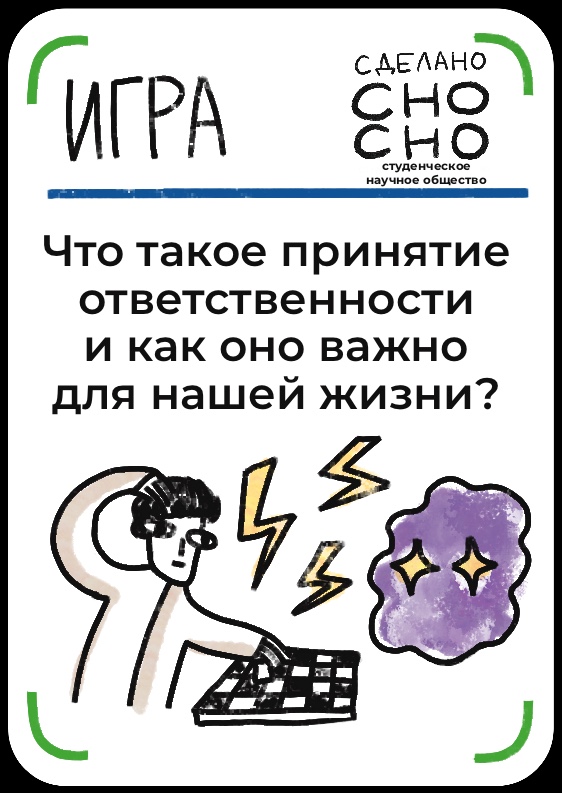 ИГРА
СДЕЛАНО
СНО
СНО
студенческое
научное общество
Что такое принятие
ответственности
и как оно важно
для нашей жизни?